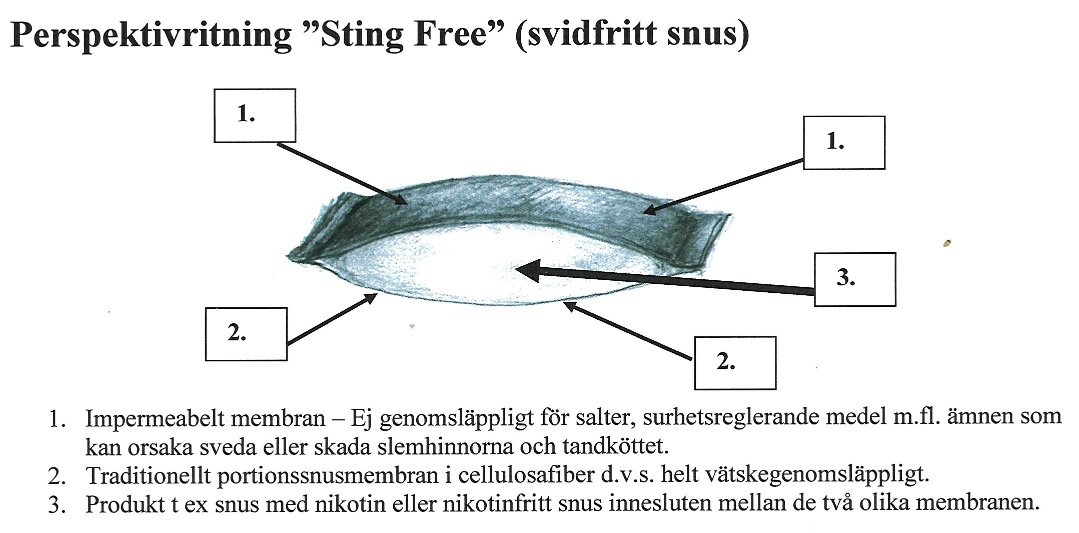 Perspektivritning ”Sting Free” (svidfritt snus)
1.
1.
3.
2.
2.
1. Impermeabelt membran – Ej genomsläppligt för salter, surhetsreglerande medel m.fl. ämnen som
kan orsaka sveda eller skada slemhinnorna och tandköttet.
2. Traditionellt portionssnusmembran i cellulosafiber d.v.s. helt vätskegenomsläppligt.
3. Produkt t ex snus med nikotin eller nikotinfritt snus innesluten mellan de två olika membranen.